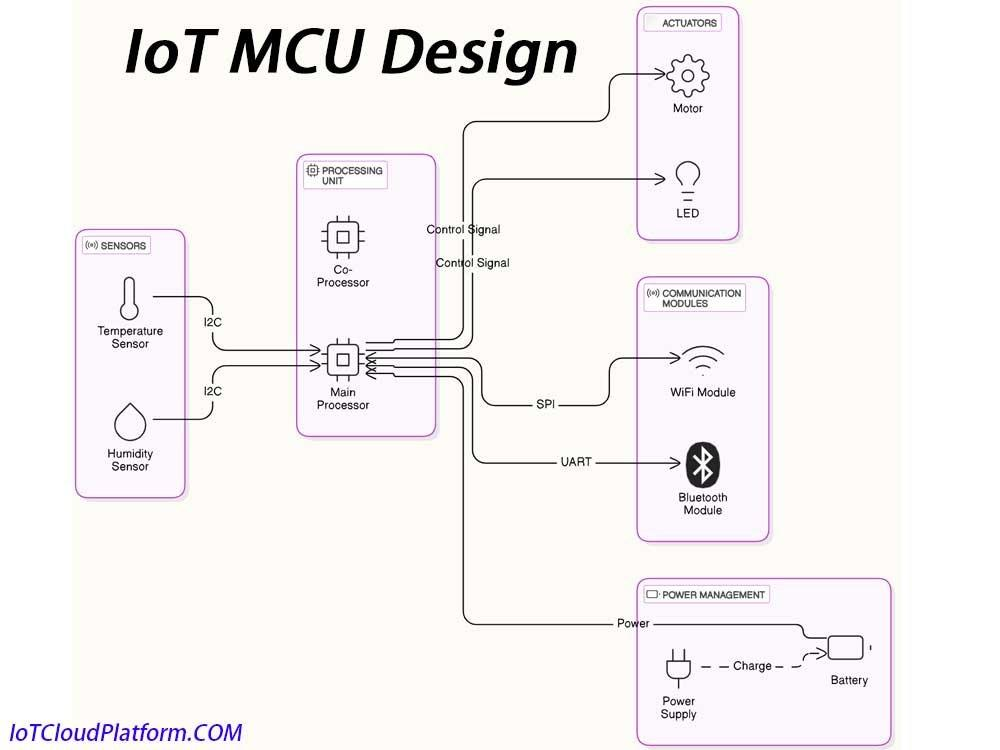 IoT MCU Design
ACTUATORS
Motor
LED
PROCESSING
UNIT
Co-
Processor
Main
Processor
Control Signal
Control Signal
SENSORS
Temperature
Sensor
I2C
I2C
Humidity
Sensor
COMMUNICATION
MODULES
WiFi Module
SPI
UART
Bluetooth
Module
POWER MANAGEMENT
Power
Charge
Battery
Power
Supply
IoTCloudPlatform.COM